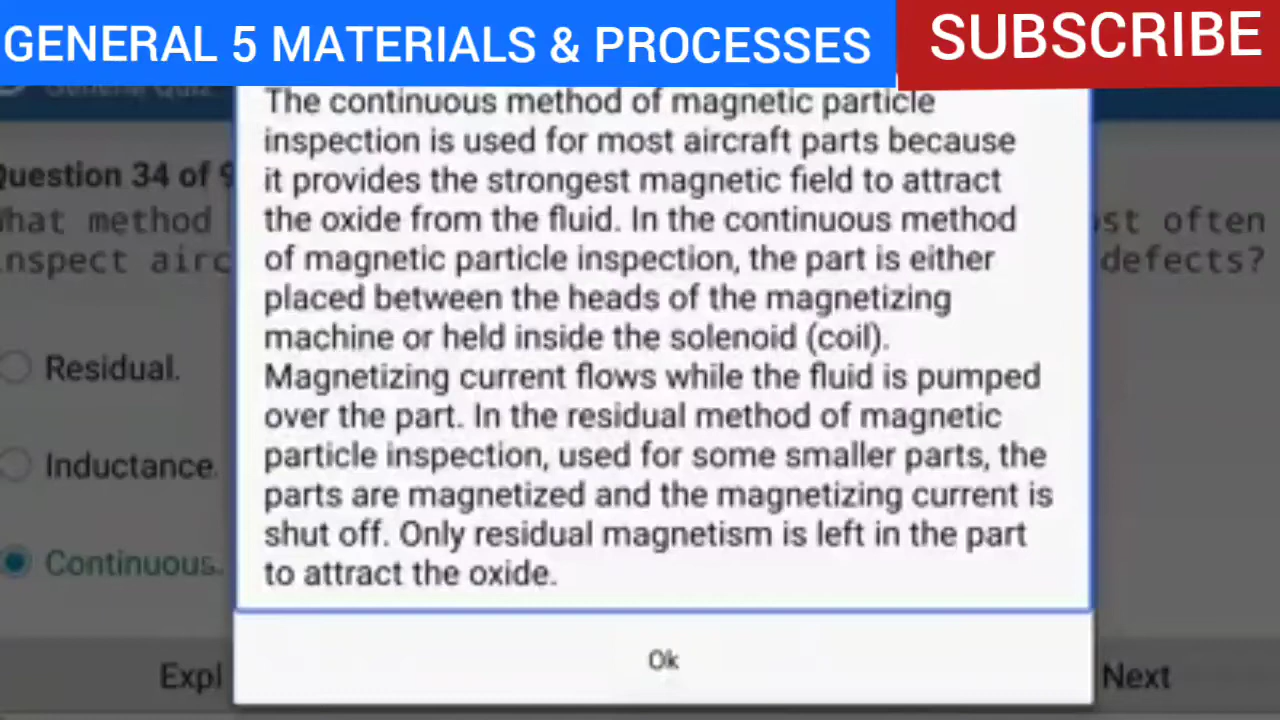 GENERAL 5 MATERIALS & PROCESSES
SUBSCRIBE
The continuous method of magnetic particle
inspection is used for most aircraft parts because
it provides the strongest magnetic field to attract
the oxide from the fluid. In the continuous method
of magnetic particle inspection, the part is either
placed between the heads of the magnetizing
machine or held inside the solenoid (coil).
Magnetizing current flows while the fluid is pumped
over the part. In the residual method of magnetic
particle inspection, used for some smaller parts, the
parts are magnetized and the magnetizing current is
shut off. Only residual magnetism is left in the part
to attract the oxide.
Ok
Question 34 of
What method
often
defects?
Residual.
Inductance.
Continuous.
Expl
Next